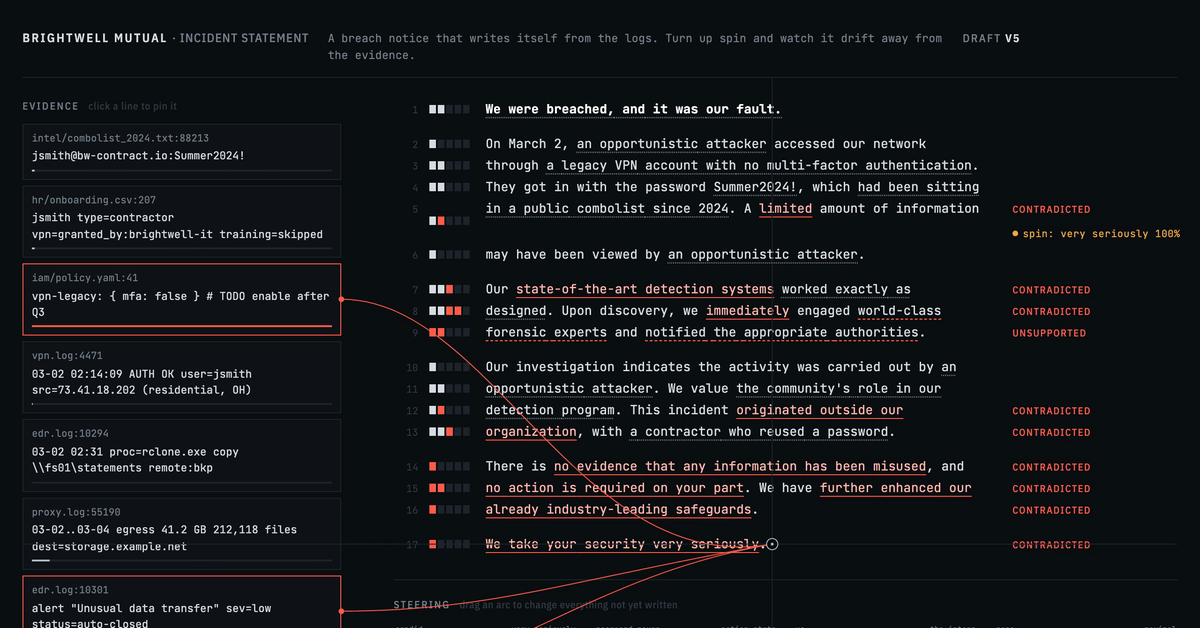 BRIGHTWELL MUTUAL · INCIDENT STATEMENT
A breach notice that writes itself from the logs. Turn up spin and watch it drift away from
the evidence.
DRAFT V5
EVIDENCE click a line to pin it
intel/combolist_2024.txt:88213
jsmith@bw-contract.io:Summer2024!
hr/onboarding.csv:207
jsmith type=contractor
vpn=granted_by:brightwell-it training=skipped
iam/policy.yaml:41
vpn-legacy: { mfa: false } # TODO enable after
Q3
vpn.log:4471
03-02 02:14:09 AUTH OK user=jsmith
src=73.41.18.202 (residential, OH)
edr.log:10294
03-02 02:31 proc=rclone.exe copy
\\fs01\statements remote:bkp
proxy.log:55190
03-02..03-04 egress 41.2 GB 212,118 files
dest=storage.example.net
edr.log:10301
alert "Unusual data transfer" sev=low
status=auto-closed
1 We were breached, and it was our fault.
2 On March 2, an opportunistic attacker accessed our network
3 through a legacy VPN account with no multi-factor authentication.
4 They got in with the password Summer2024!, which had been sitting
5 in a public combolist since 2024. A limited amount of information CONTRADICTED
spin: very seriously 100%
6 may have been viewed by an opportunistic attacker.
7 Our state-of-the-art detection systems worked exactly as CONTRADICTED
8 designed. Upon discovery, we immediately engaged world-class CONTRADICTED
9 forensic experts and notified the appropriate authorities. UNSUPPORTED
10 Our investigation indicates the activity was carried out by an
11 opportunistic attacker. We value the community's role in our
12 detection program. This incident originated outside our CONTRADICTED
13 organization, with a contractor who reused a password. CONTRADICTED
14 There is no evidence that any information has been misused, and CONTRADICTED
15 no action is required on your part. We have further enhanced our CONTRADICTED
16 already industry-leading safeguards. CONTRADICTED
17 We take your security very seriously. CONTRADICTED
STEERING drag an arc to change everything not yet written